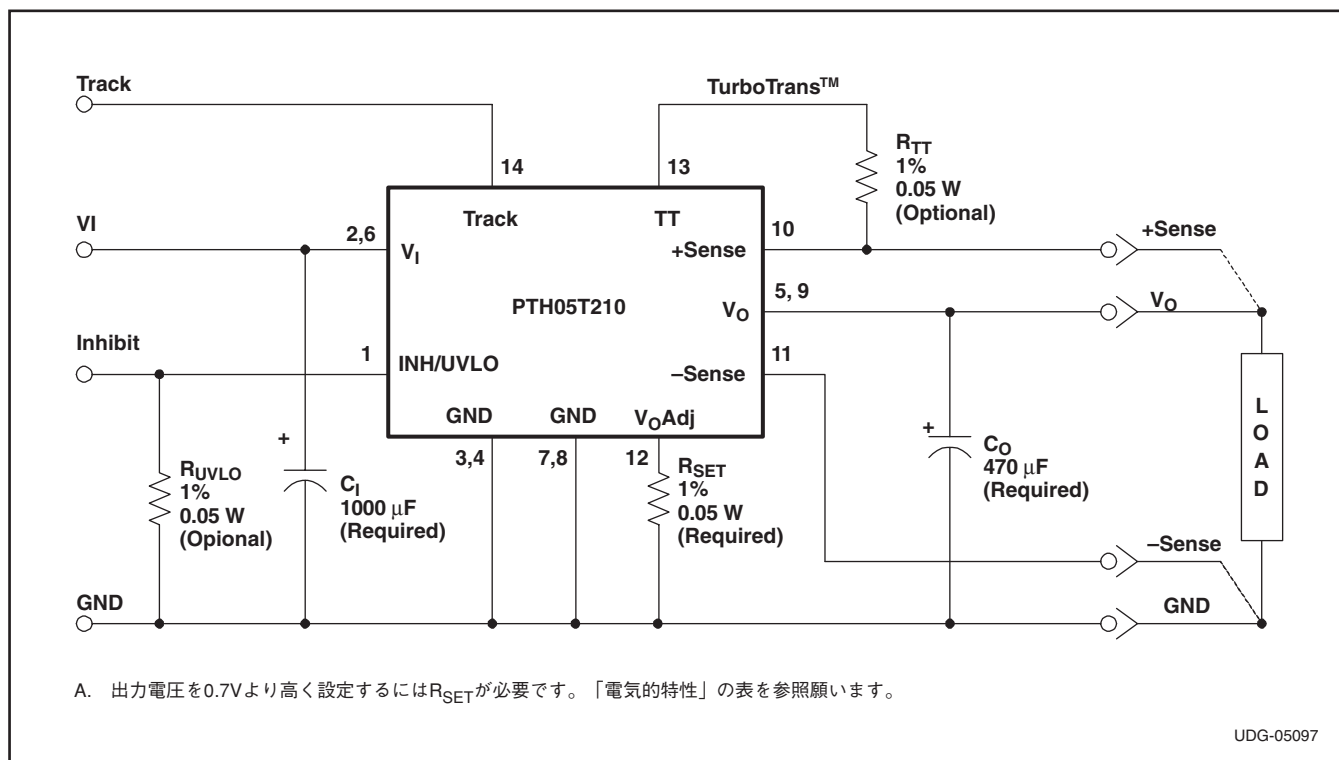 Track
TurboTrans™
R_TT
1%
0.05 W
(Optional)
14
13
Track
TT
VI
2,6
V_I
+Sense
10
+Sense
PTH05T210
5, 9
V_O
V_O
Inhibit
1
INH/UVLO
–Sense
11
GND
GND
V_OAdj
3,4
7,8
12
+
R_UVLO
1%
0.05 W
(Opional)
C_I
1000 μF
(Required)
R_SET
1%
0.05 W
(Required)
+
C_O
470 μF
(Required)
L
O
A
D
–Sense
GND
GND
A. 出力電圧を0.7Vより高く設定するにはR_SETが必要です。「電気的特性」の表を参照願います。
UDG-05097